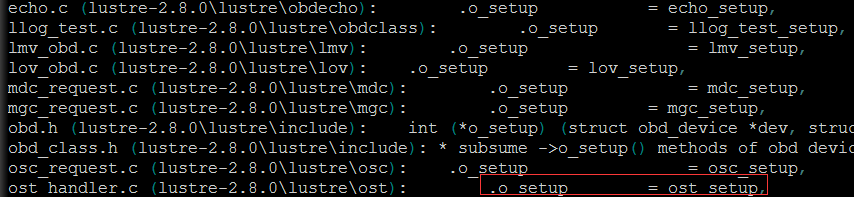 echo.c (lustre-2.8.0\lustre\obdecho): .o_setup = echo_setup,
llog_test.c (lustre-2.8.0\lustre\obdclass): .o_setup = llog_test_setup,
lmv_obd.c (lustre-2.8.0\lustre\lmv): .o_setup = lmv_setup,
lov_obd.c (lustre-2.8.0\lustre\lov): .o_setup = lov_setup,
mdc_request.c (lustre-2.8.0\lustre\mdc): .o_setup = mdc_setup,
mgc_request.c (lustre-2.8.0\lustre\mgc): .o_setup = mgc_setup,
obd.h (lustre-2.8.0\lustre\include): int (*o_setup) (struct obd_device *dev, struc
obd_class.h (lustre-2.8.0\lustre\include): * subsume ->o_setup() methods of obd devic
osc_request.c (lustre-2.8.0\lustre\osc): .o_setup = osc_setup,
ost_handler.c (lustre-2.8.0\lustre\ost): .o_setup = ost_setup,